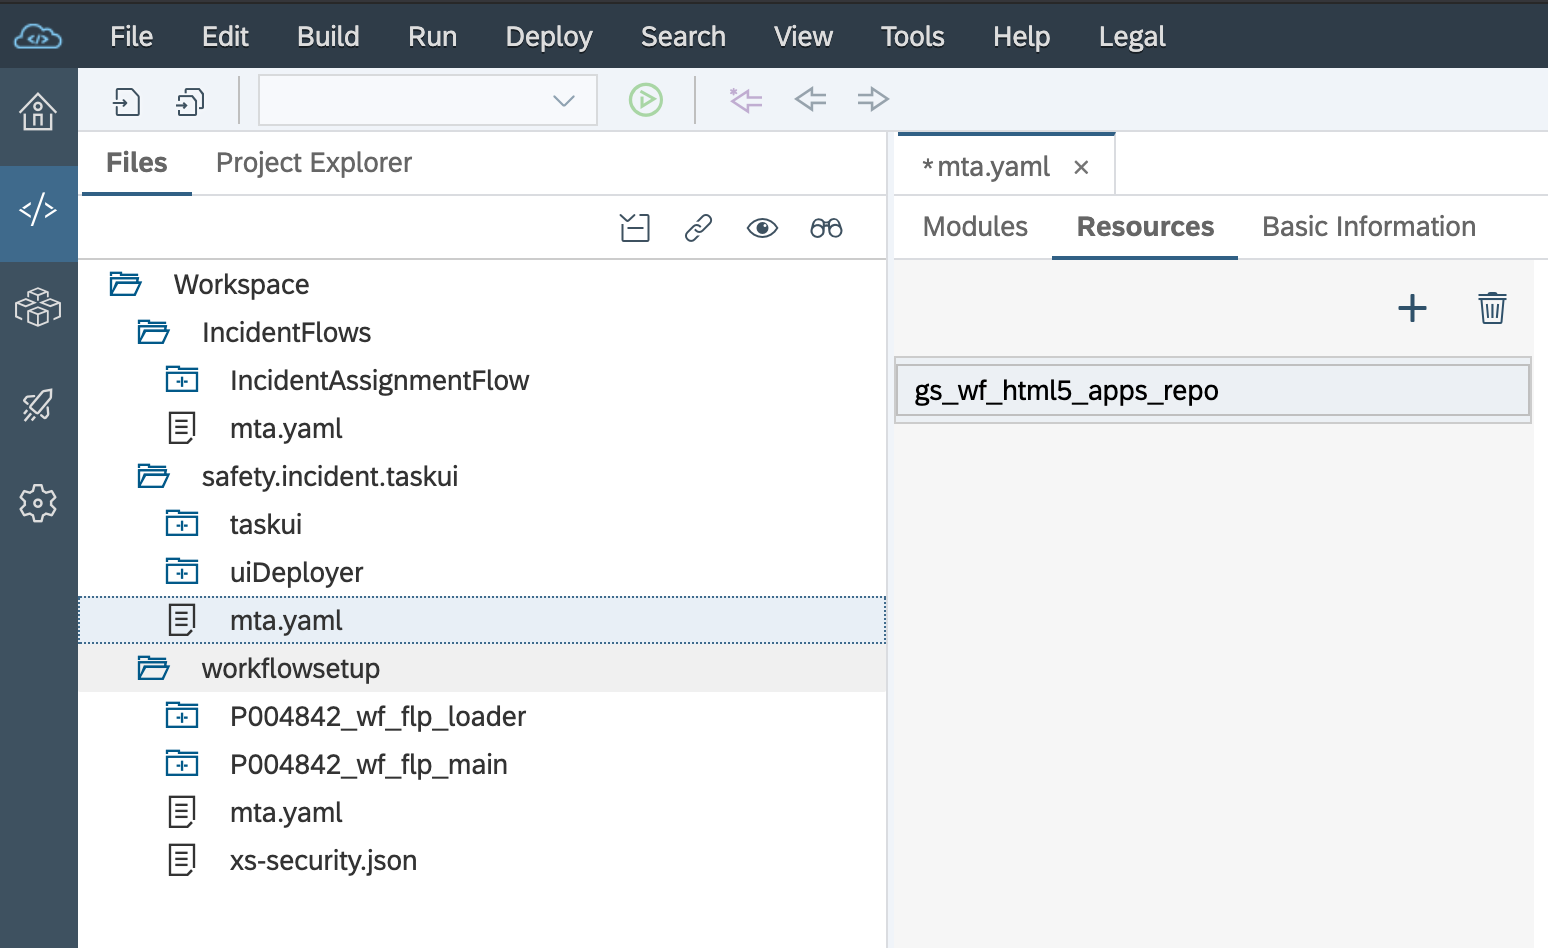 File Edit Build Run Deploy Search View Tools Help Legal
Files Project Explorer
*mta.yaml ×
Modules Resources Basic Information
Workspace
IncidentFlows
IncidentAssignmentFlow
mta.yaml
safety.incident.taskui
taskui
uiDeployer
mta.yaml
workflowsetup
P004842_wf_flp_loader
P004842_wf_flp_main
mta.yaml
xs-security.json
gs_wf_html5_apps_repo